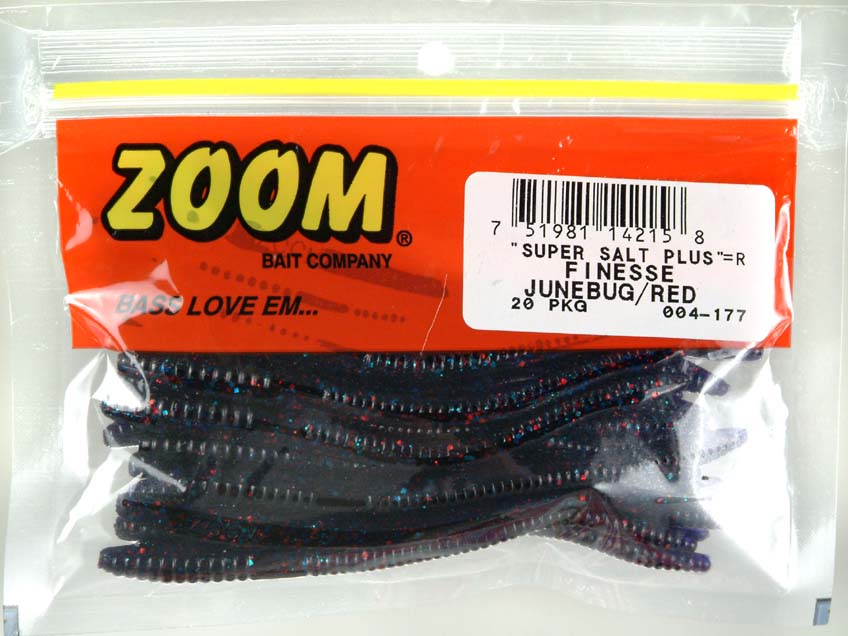 ZOOM®
BAIT COMPANY
BASS LOVE EM...
7 51981 14215 8
"SUPER SALT PLUS"=R
FINESSE
JUNEBUG/RED
20 PKG 004-177